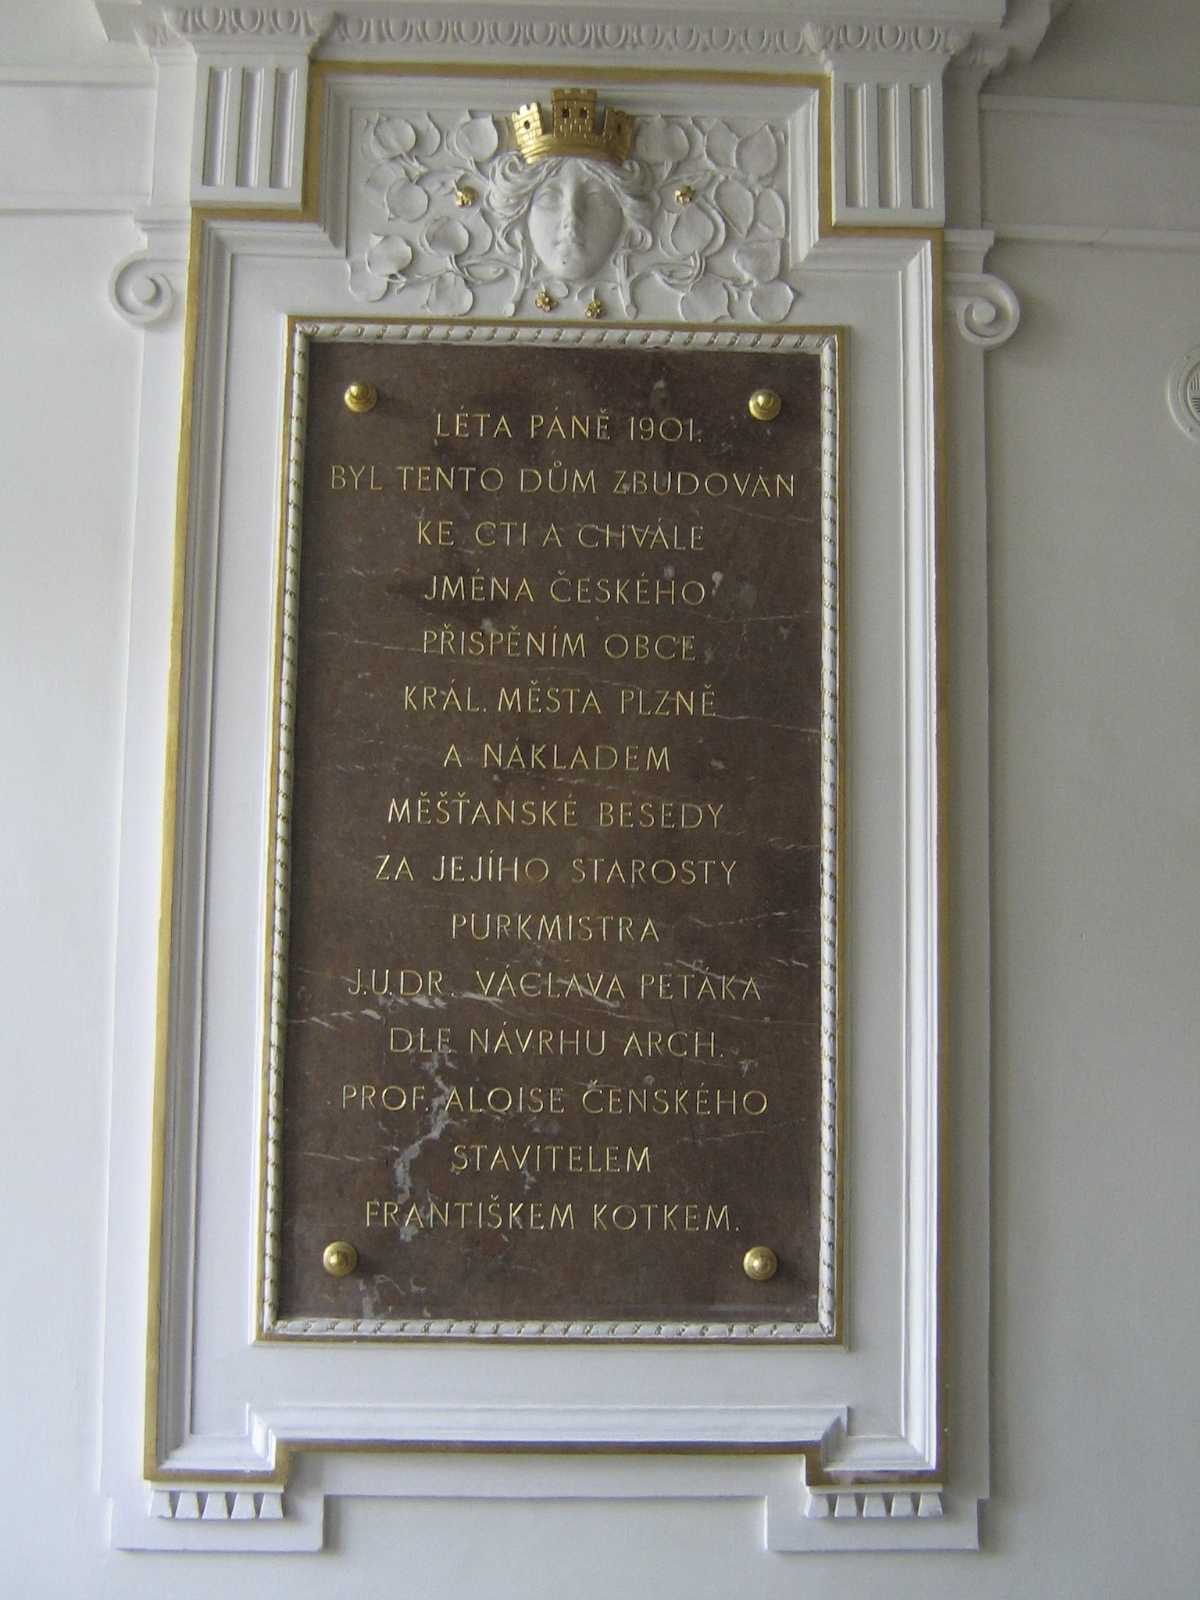 LÉTA PÁNĚ 1901.
BYL TENTO DŮM ZBUDOVÁN
KE CTI A CHVÁLE
JMÉNA ČESKÉHO
PŘISPĚNÍM OBCE
KRÁL. MĚSTA PLZNĚ
A NÁKLADEM
MĚŠŤANSKÉ BESEDY
ZA JEJÍHO STAROSTY
PURKMISTRA
J.U.DR. VÁCLAVA PETÁKA
DLE NÁVRHU ARCH.
PROF. ALOISE ČENSKÉHO
STAVITELEM
FRANTIŠKEM KOTKEM.